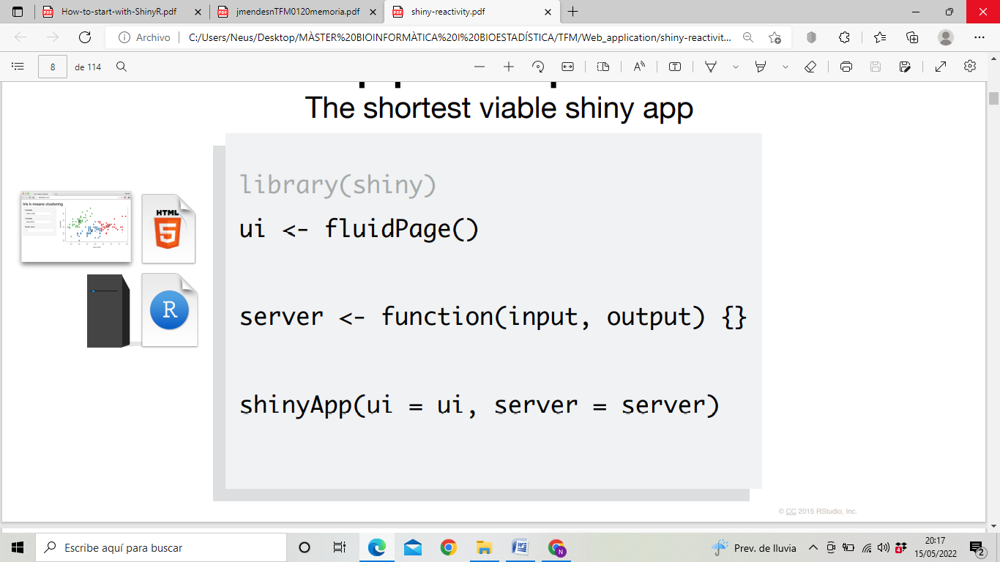 How-to-start-with-ShinyR.pdf
jmendesnTFM0120memoria.pdf
shiny-reactivity.pdf
Archivo
C:/Users/Neus/Desktop/MÀSTER%20BIOINFORMÀTICA%20I%20BIOESTADÍSTICA/TFM/Web_application/shiny-reactivit...
8 de 114
The shortest viable shiny app
library(shiny)
ui <- fluidPage()
server <- function(input, output) {}
shinyApp(ui = ui, server = server)
Iris k-means clustering
HTML
5
R
© CC 2015 RStudio, Inc.
Escribe aquí para buscar
N
Prev. de lluvia
4
20:17
15/05/2022
2